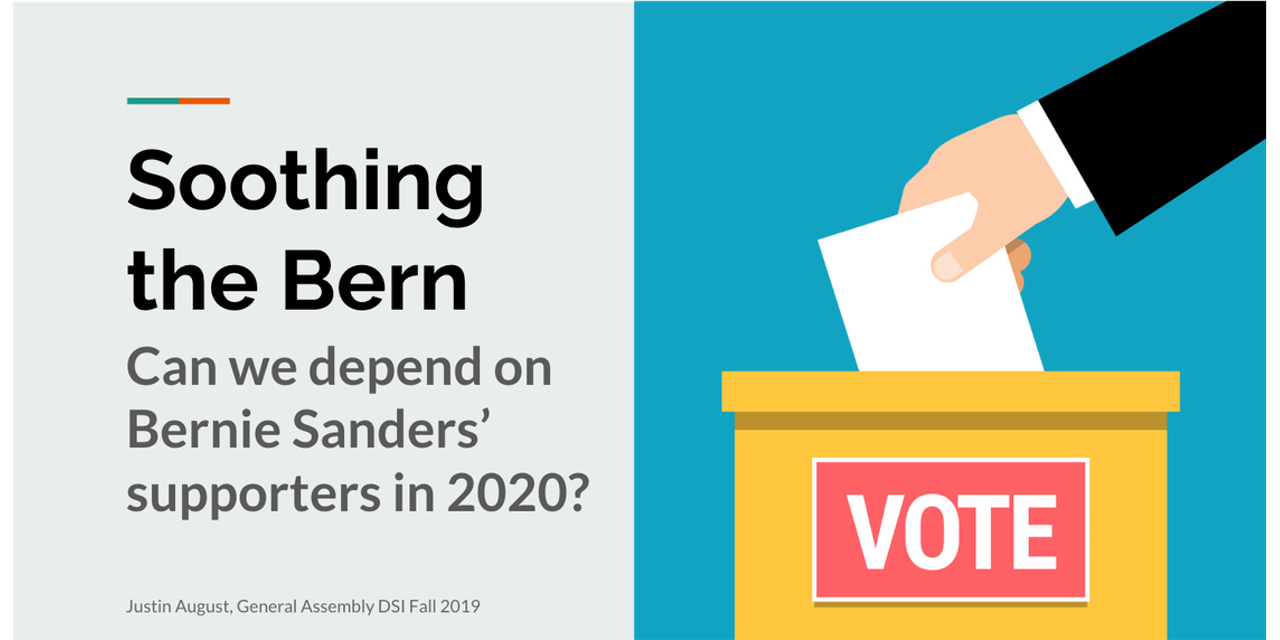 Soothing
the Bern
Can we depend on
Bernie Sanders’
supporters in 2020?
Justin August, General Assembly DSI Fall 2019
VOTE